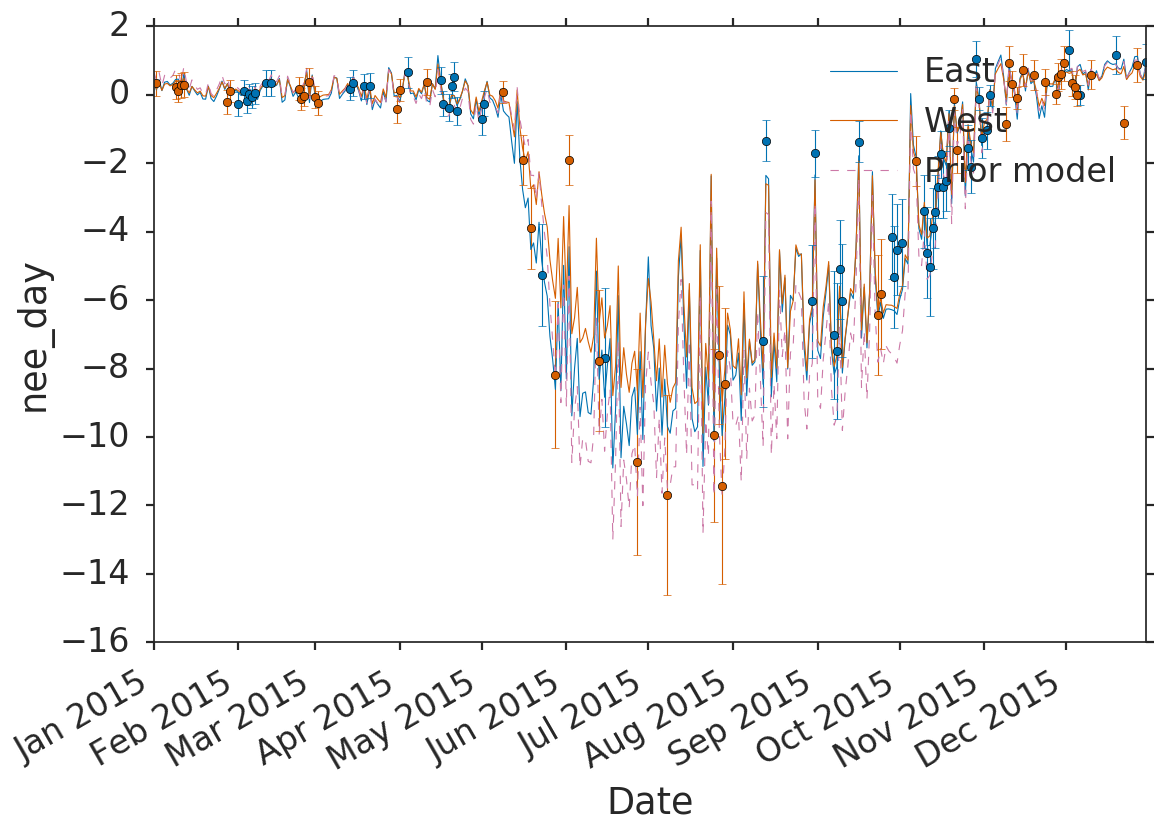 2
0
−2
−4
−6
−8
−10
−12
−14
−16
nee_day
East
West
Prior model
Jan 2015
Feb 2015
Mar 2015
Apr 2015
May 2015
Jun 2015
Jul 2015
Aug 2015
Sep 2015
Oct 2015
Nov 2015
Dec 2015
Date